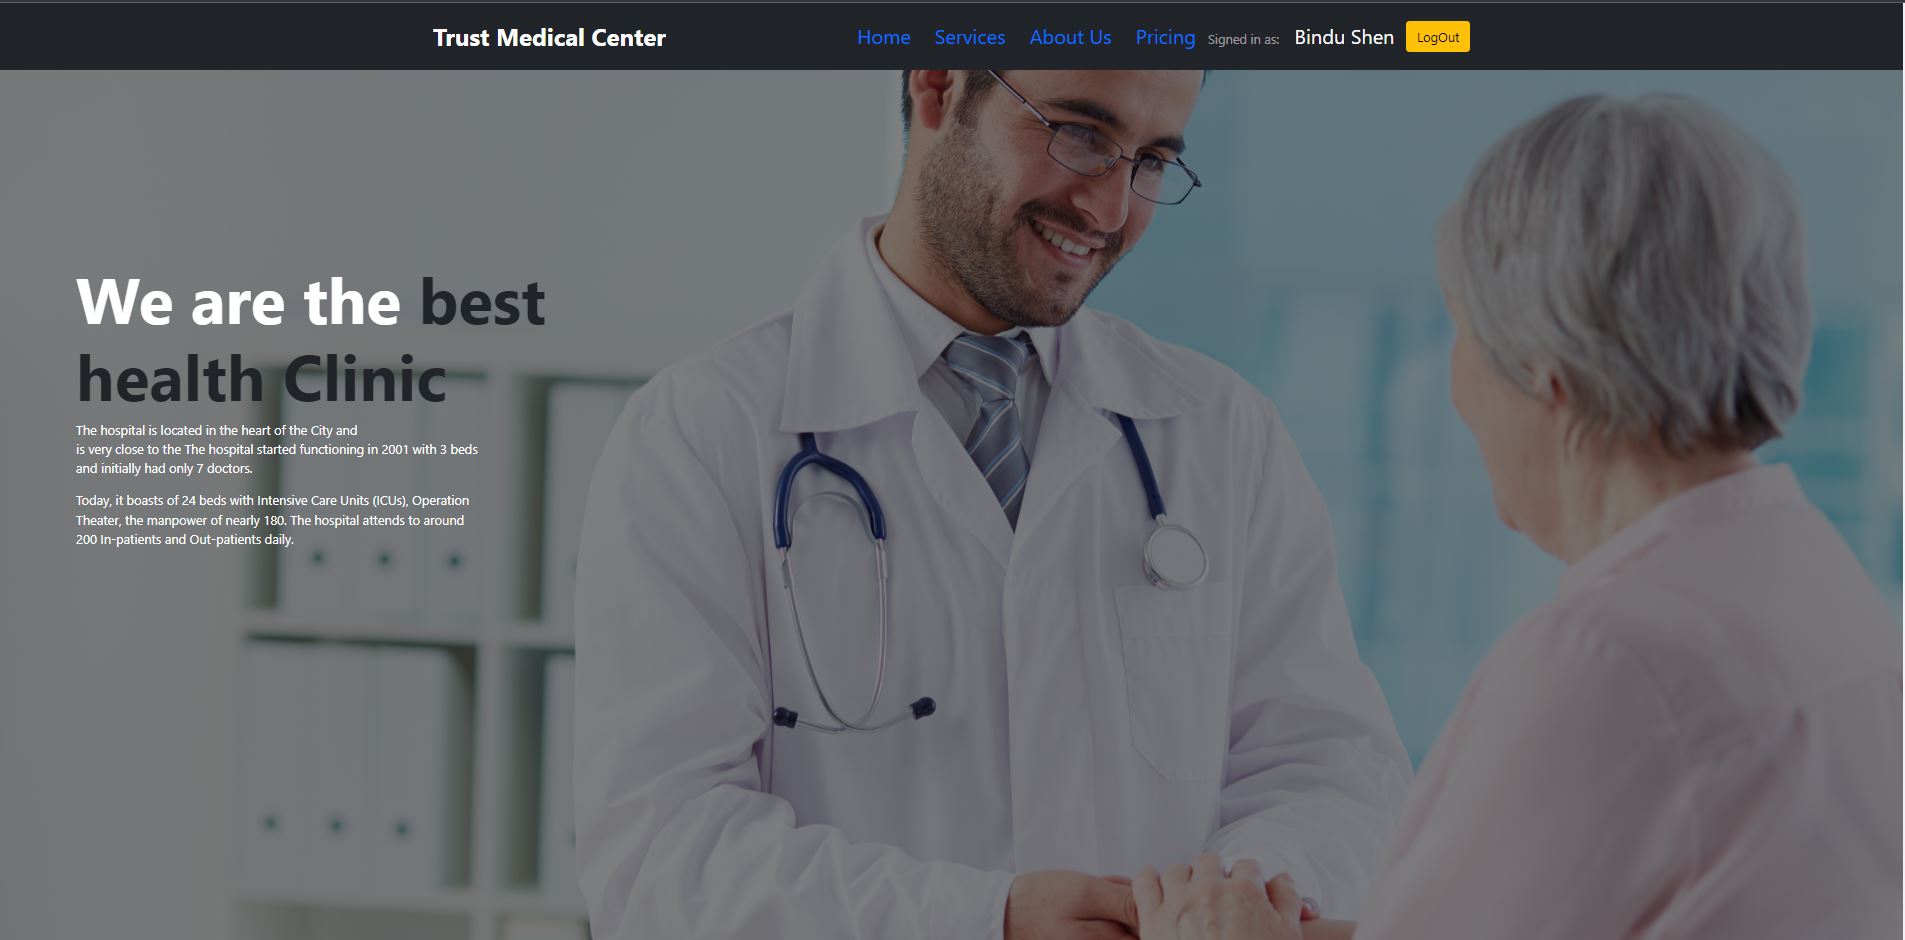 Trust Medical Center
Home Services About Us Pricing Signed in as: Bindu Shen LogOut
We are the best
health Clinic
The hospital is located in the heart of the City and
is very close to the The hospital started functioning in 2001 with 3 beds
and initially had only 7 doctors.
Today, it boasts of 24 beds with Intensive Care Units (ICUs), Operation
Theater, the manpower of nearly 180. The hospital attends to around
200 In-patients and Out-patients daily.